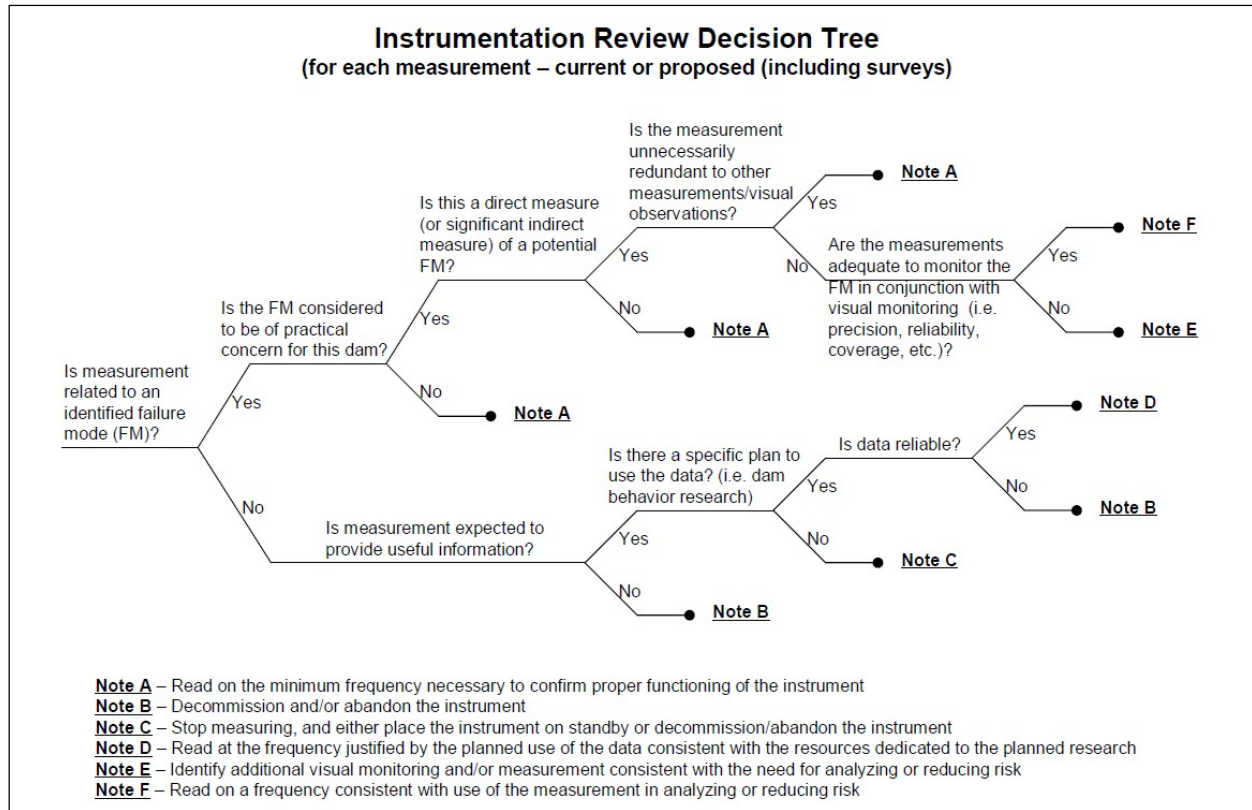 Instrumentation Review Decision Tree
(for each measurement – current or proposed (including surveys)
Is the measurement
unnecessarily
redundant to other
measurements/visual
observations?
Yes
Note A
No
Is this a direct measure
(or significant indirect
measure) of a potential
FM?
Yes
No
Note A
Are the measurements
adequate to monitor the
FM in conjunction with
visual monitoring (i.e.
precision, reliability,
coverage, etc.)?
Yes
Note F
No
Note E
Is the FM considered
to be of practical
concern for this dam?
Yes
No
Note A
Is measurement
related to an
identified failure
mode (FM)?
Yes
No
Is measurement expected to
provide useful information?
Yes
No
Note B
Is there a specific plan to
use the data? (i.e. dam
behavior research)
Yes
No
Note C
Is data reliable?
Yes
Note D
No
Note B
Note A – Read on the minimum frequency necessary to confirm proper functioning of the instrument
Note B – Decommission and/or abandon the instrument
Note C – Stop measuring, and either place the instrument on standby or decommission/abandon the instrument
Note D – Read at the frequency justified by the planned use of the data consistent with the resources dedicated to the planned research
Note E – Identify additional visual monitoring and/or measurement consistent with the need for analyzing or reducing risk
Note F – Read on a frequency consistent with use of the measurement in analyzing or reducing risk